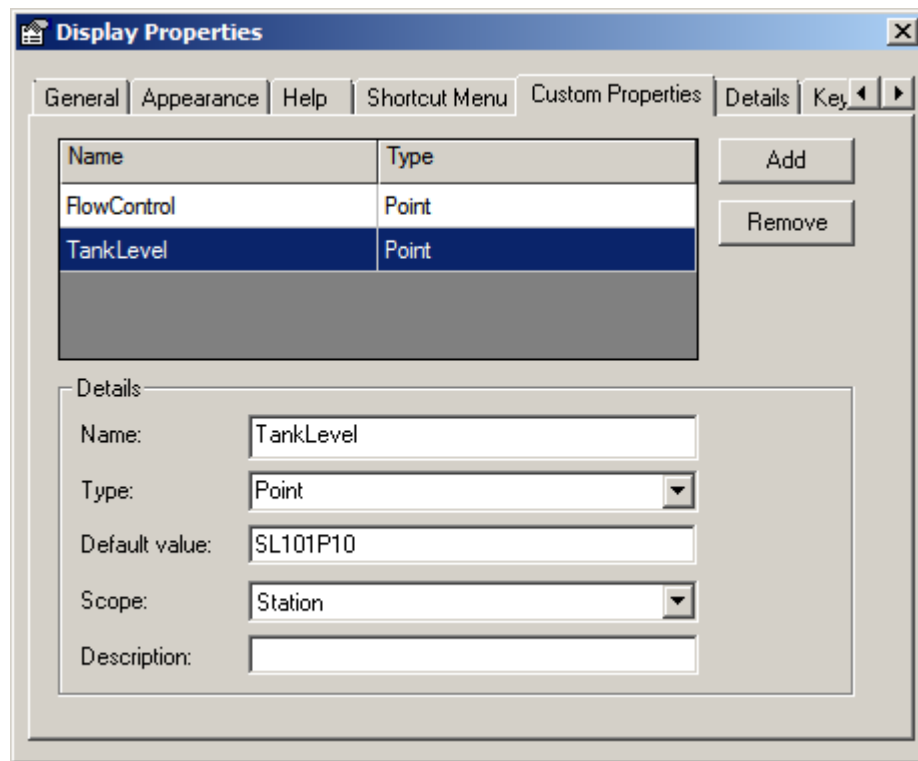 Display Properties
General Appearance Help Shortcut Menu Custom Properties Details Key
Name Type Add
FlowControl Point
Remove
TankLevel Point
Details
Name: TankLevel
Type: Point
Default value: SL101P10
Scope: Station
Description: